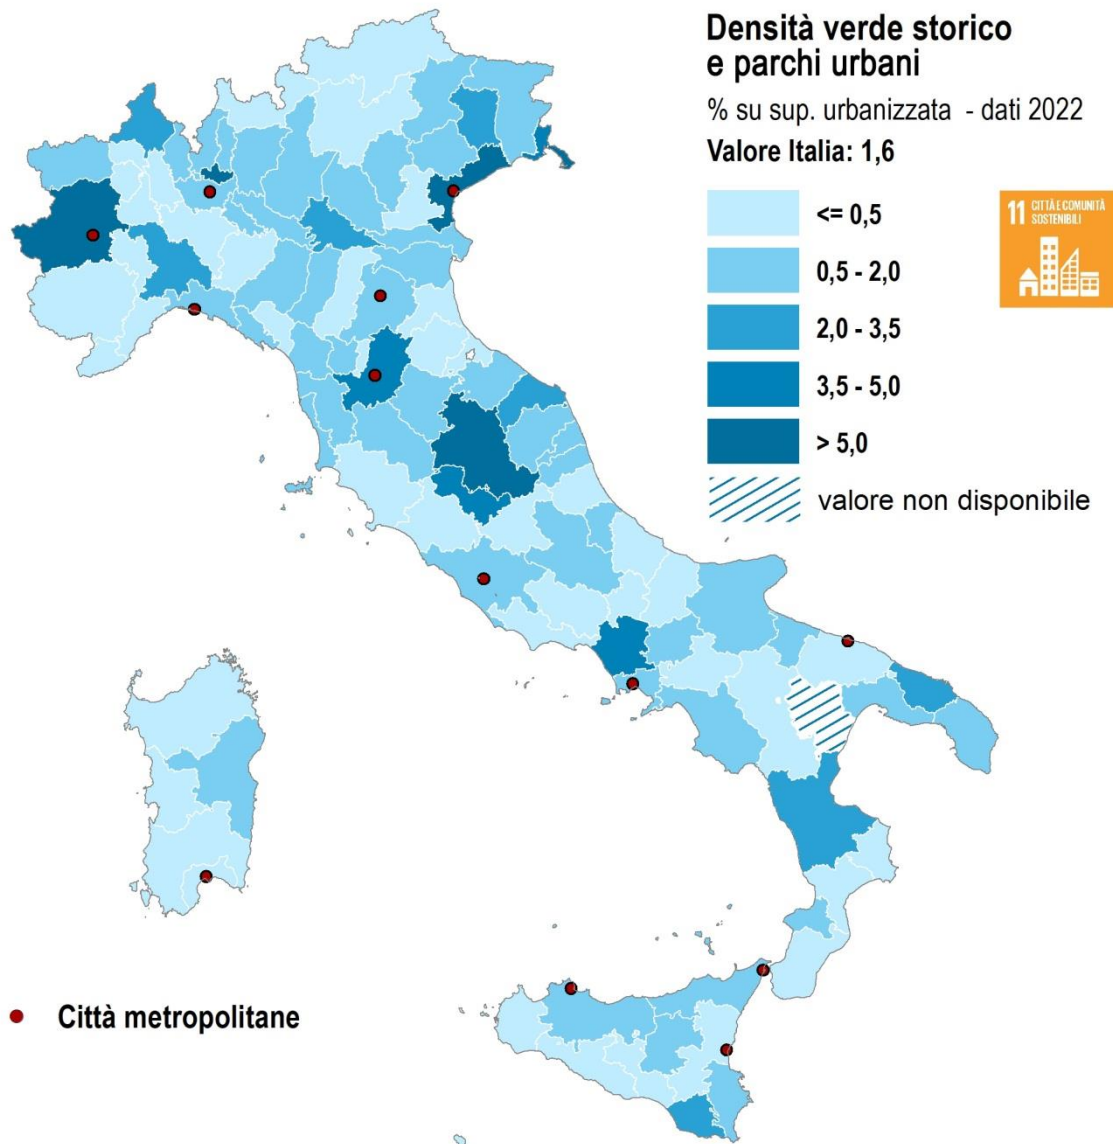 Densità verde storico
e parchi urbani
% su sup. urbanizzata - dati 2022
Valore Italia: 1,6
<= 0,5
0,5 - 2,0
2,0 - 3,5
3,5 - 5,0
> 5,0
valore non disponibile
11 CITTÀ E COMUNITÀ
SOSTENIBILI
Città metropolitane